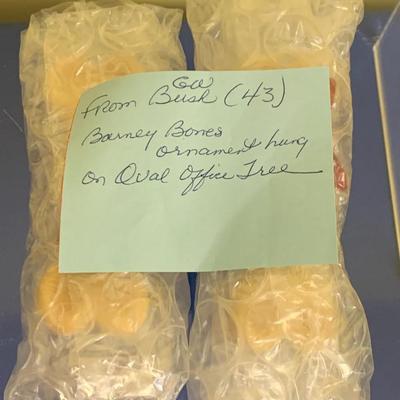 GW
From Bush (43)
Barney Bones
ornament hung
on Oval Office Tree